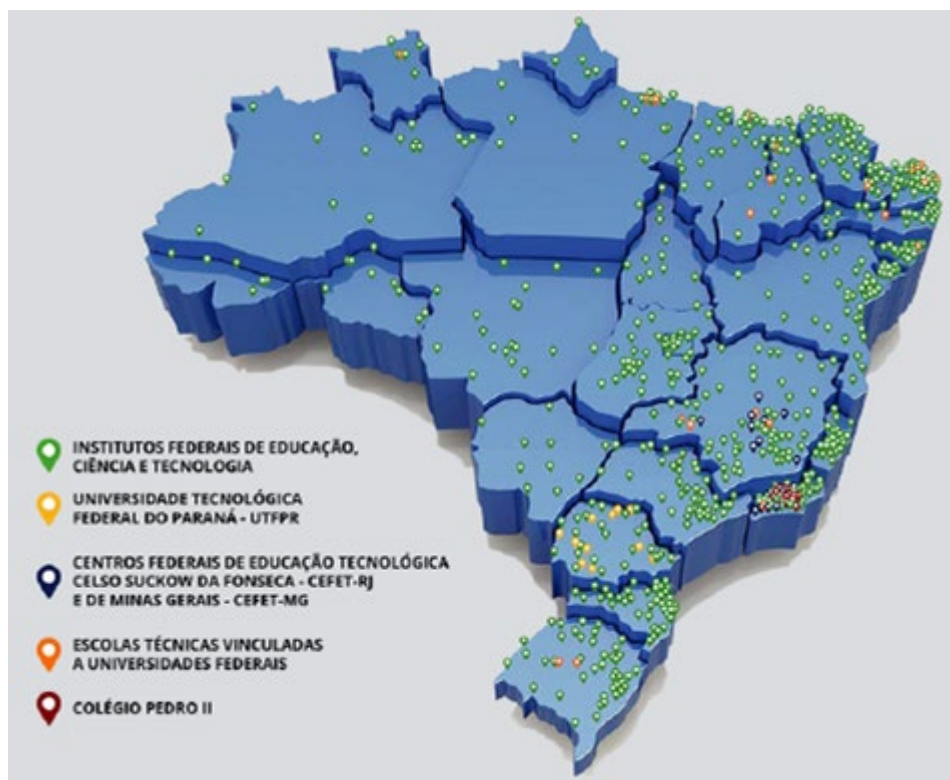 INSTITUTOS FEDERAIS DE EDUCAÇÃO,
CIÊNCIA E TECNOLOGIA
UNIVERSIDADE TECNOLÓGICA
FEDERAL DO PARANÁ - UTFPR
CENTROS FEDERAIS DE EDUCAÇÃO TECNOLÓGICA
CELSO SUCKOW DA FONSECA - CEFET-RJ
E DE MINAS GERAIS - CEFET-MG
ESCOLAS TÉCNICAS VINCULADAS
A UNIVERSIDADES FEDERAIS
COLÉGIO PEDRO II